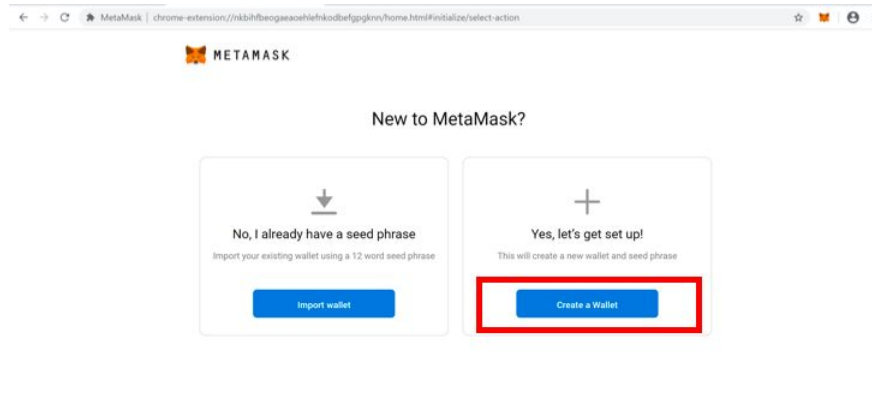 MetaMask | chrome-extension://nkbihfbeogaeaoehlefnkodbefgpgknn/home.html#initialize/select-action
METAMASK
New to MetaMask?
No, I already have a seed phrase
Import your existing wallet using a 12 word seed phrase
Import wallet
Yes, let's get set up!
This will create a new wallet and seed phrase
Create a Wallet